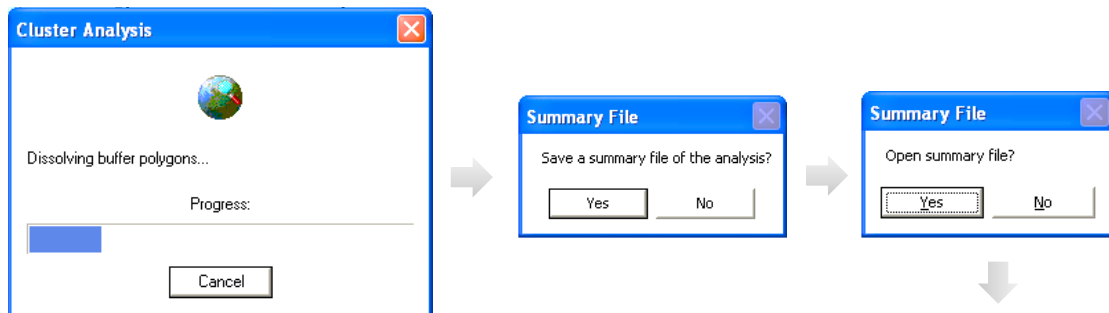 Cluster Analysis
Dissolving buffer polygons...
Progress:
Cancel
Summary File
Save a summary file of the analysis?
Yes No
Summary File
Open summary file?
Yes No